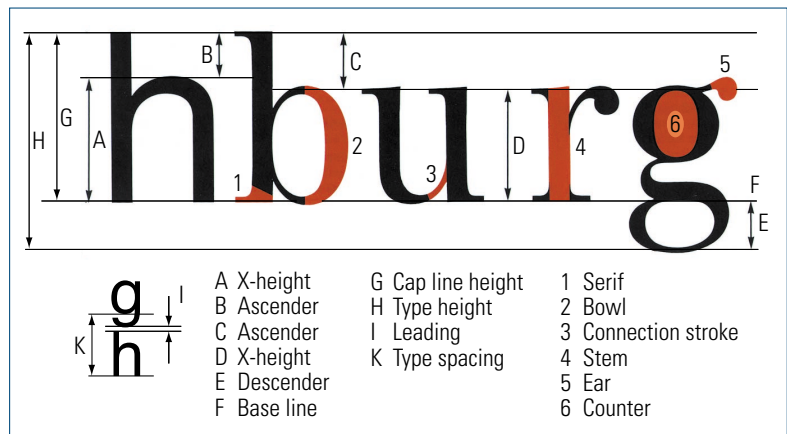 hburg
H
G
A
B
C
D
E
F
1
2
3
4
5
6
g
h
I
K
A X-height
B Ascender
C Ascender
D X-height
E Descender
F Base line
G Cap line height
H Type height
I Leading
K Type spacing
1 Serif
2 Bowl
3 Connection stroke
4 Stem
5 Ear
6 Counter